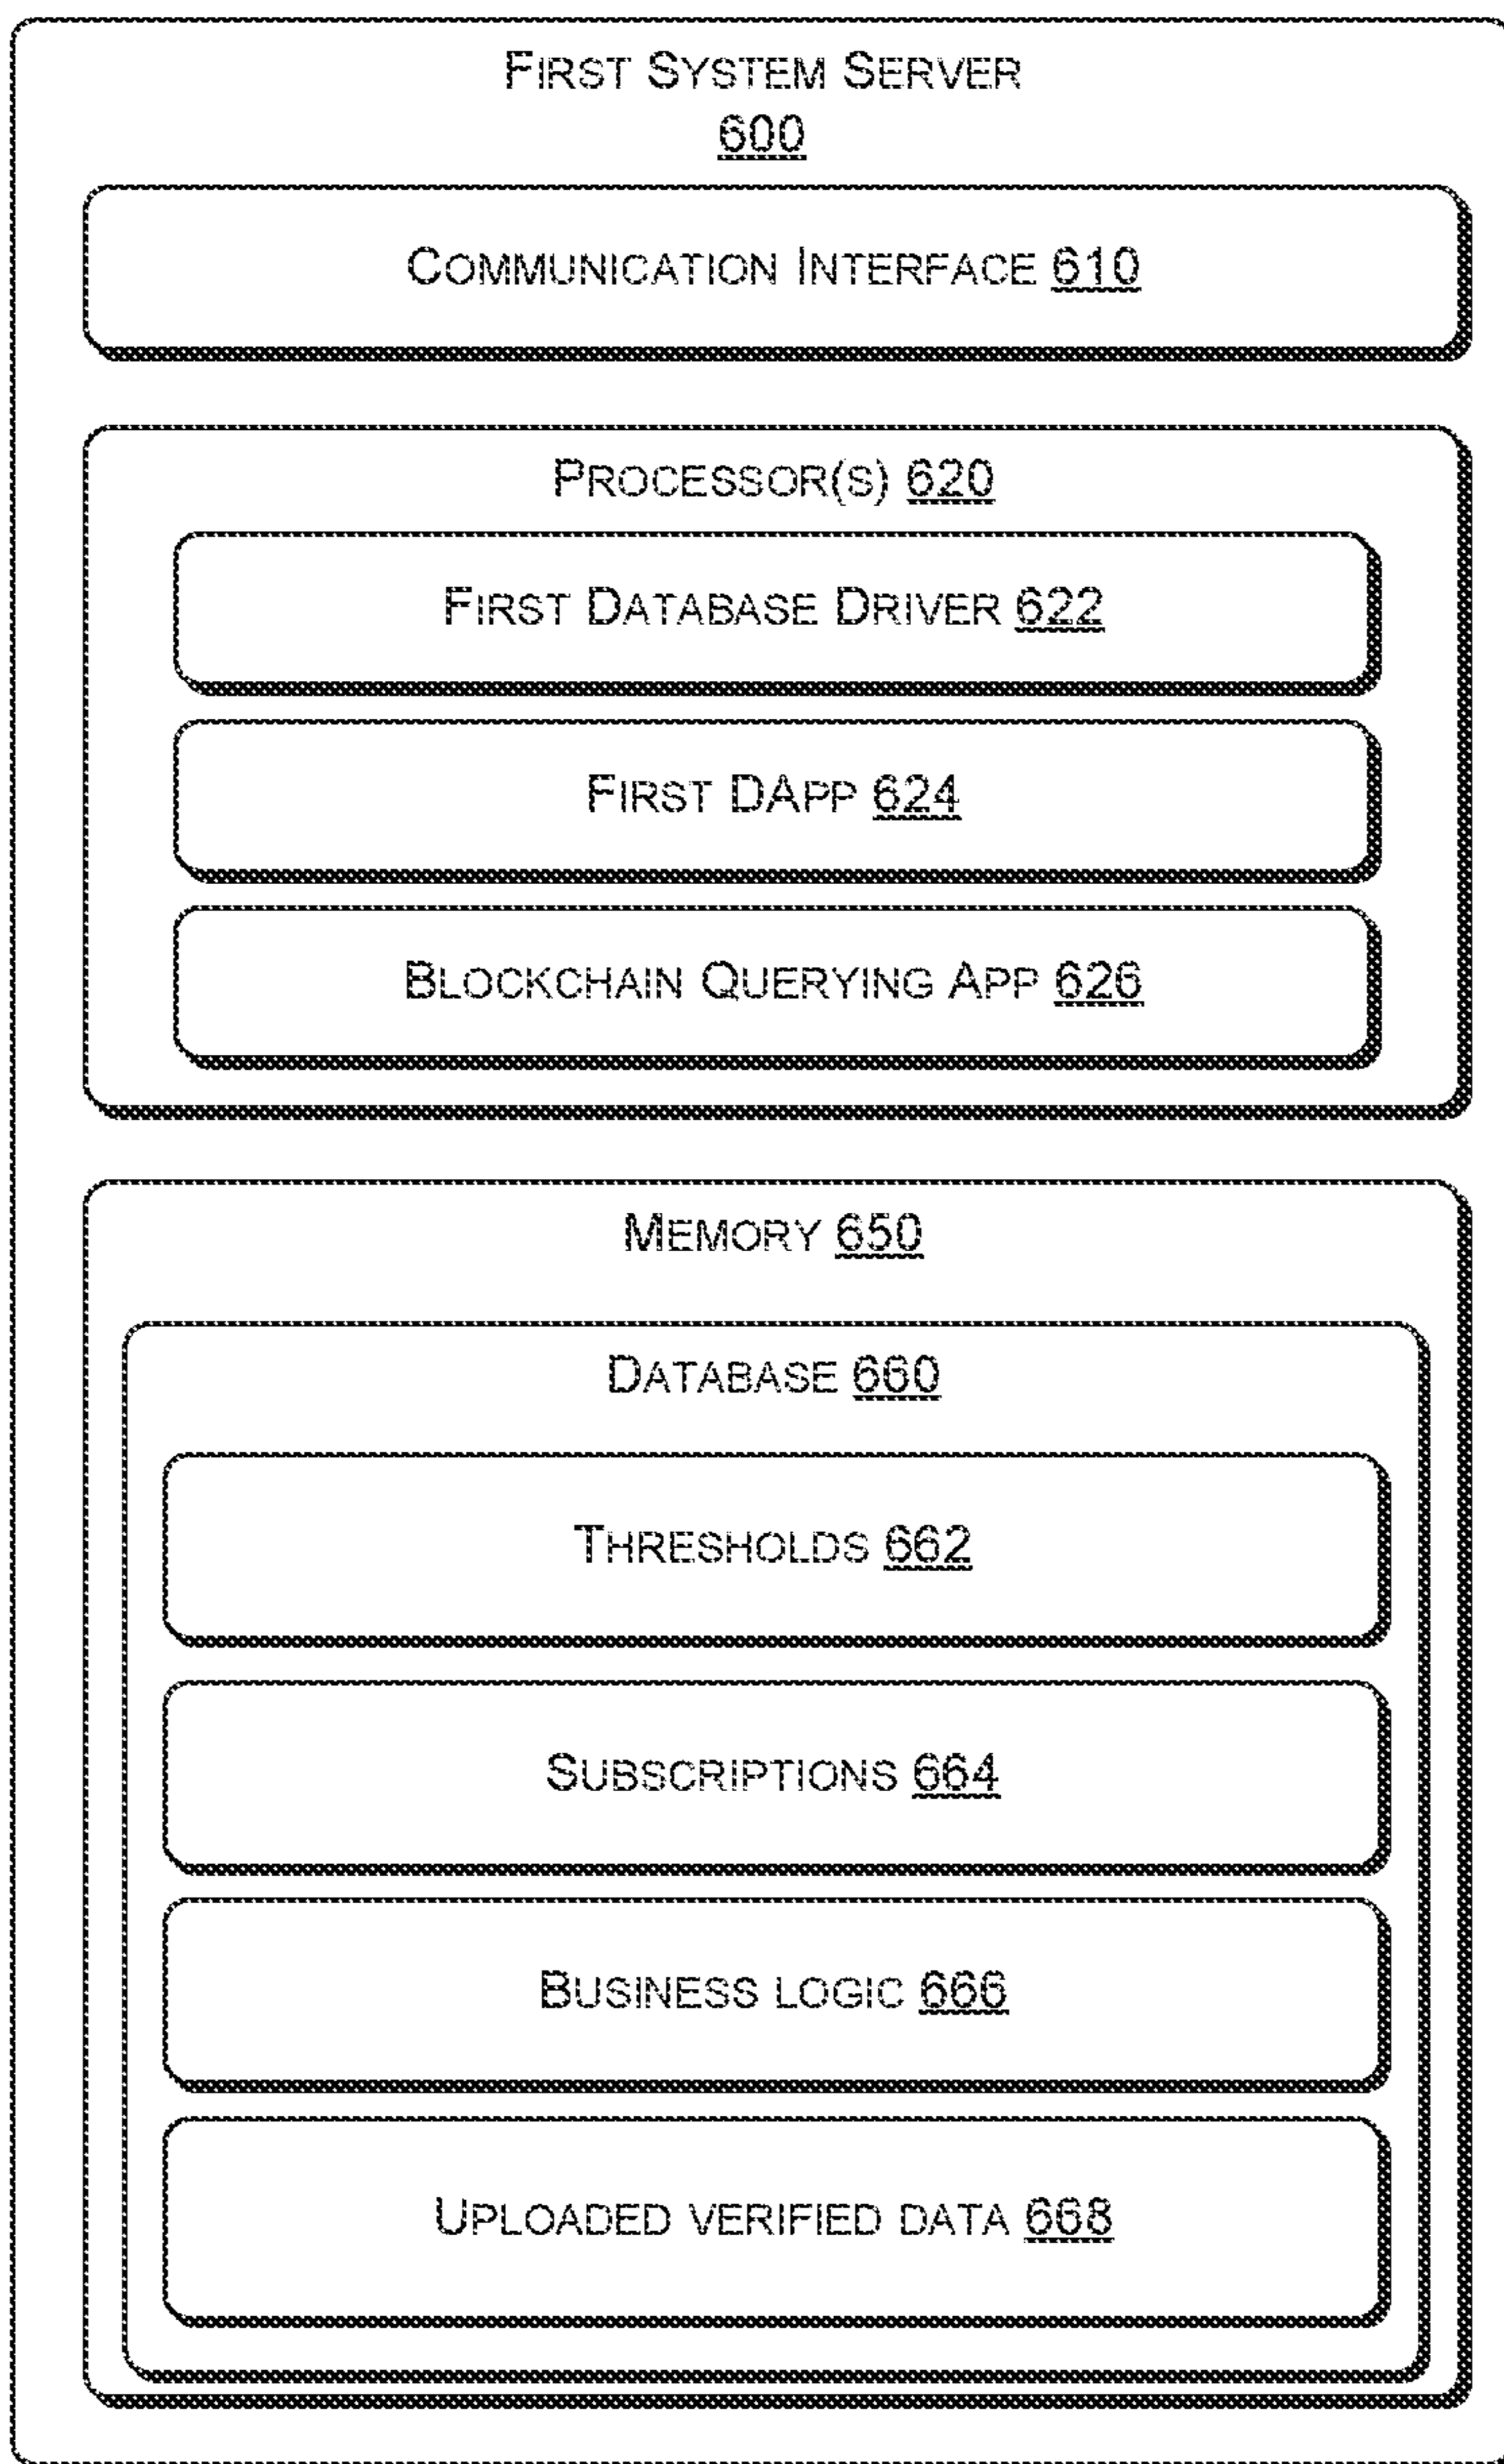 First System Server
600
Communication Interface 610
Processor(s) 620
First Database Driver 622
First DApp 624
Blockchain Querying App 626
Memory 650
Database 660
Thresholds 662
Subscriptions 664
Business logic 666
Uploaded verified data 668